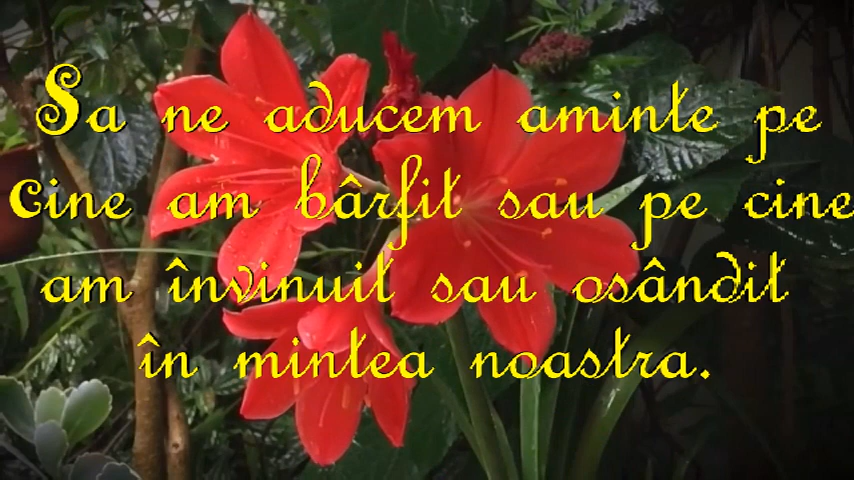 Sa ne aducem aminte pe
cine am bârfit sau pe cine
am învinuit sau osândit
în mintea noastra.